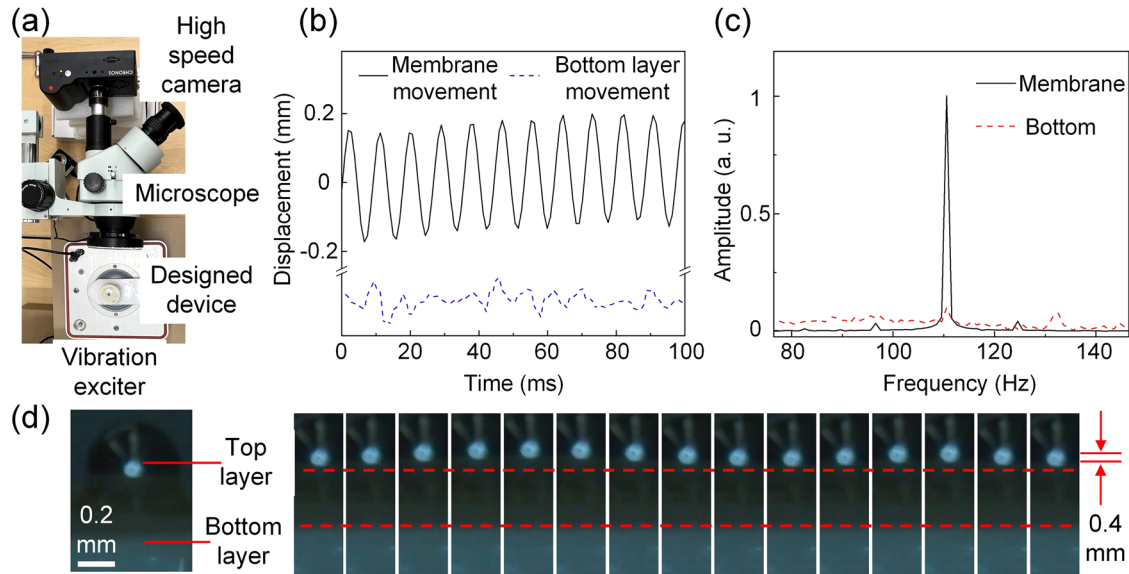 (a)
High
speed
camera
CHRONOS
Microscope
Designed
device
Vibration
exciter
(b)
Membrane
movement
Bottom layer
movement
Displacement (mm)
0.2
0
-0.2
0 20 40 60 80 100
Time (ms)
(c)
Membrane
Bottom
Amplitude (a. u.)
1
0.5
0
80 100 120 140
Frequency (Hz)
(d)
Top
layer
Bottom
layer
0.2
mm
0.4
mm